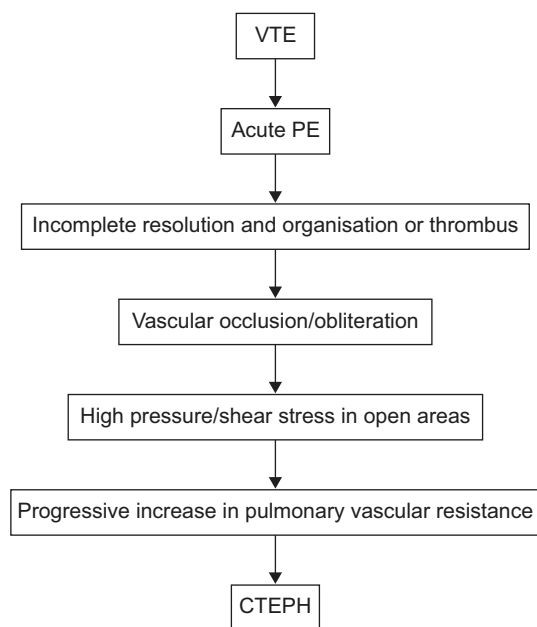 VTE
Acute PE
Incomplete resolution and organisation or thrombus
Vascular occlusion/obliteration
High pressure/shear stress in open areas
Progressive increase in pulmonary vascular resistance
CTEPH